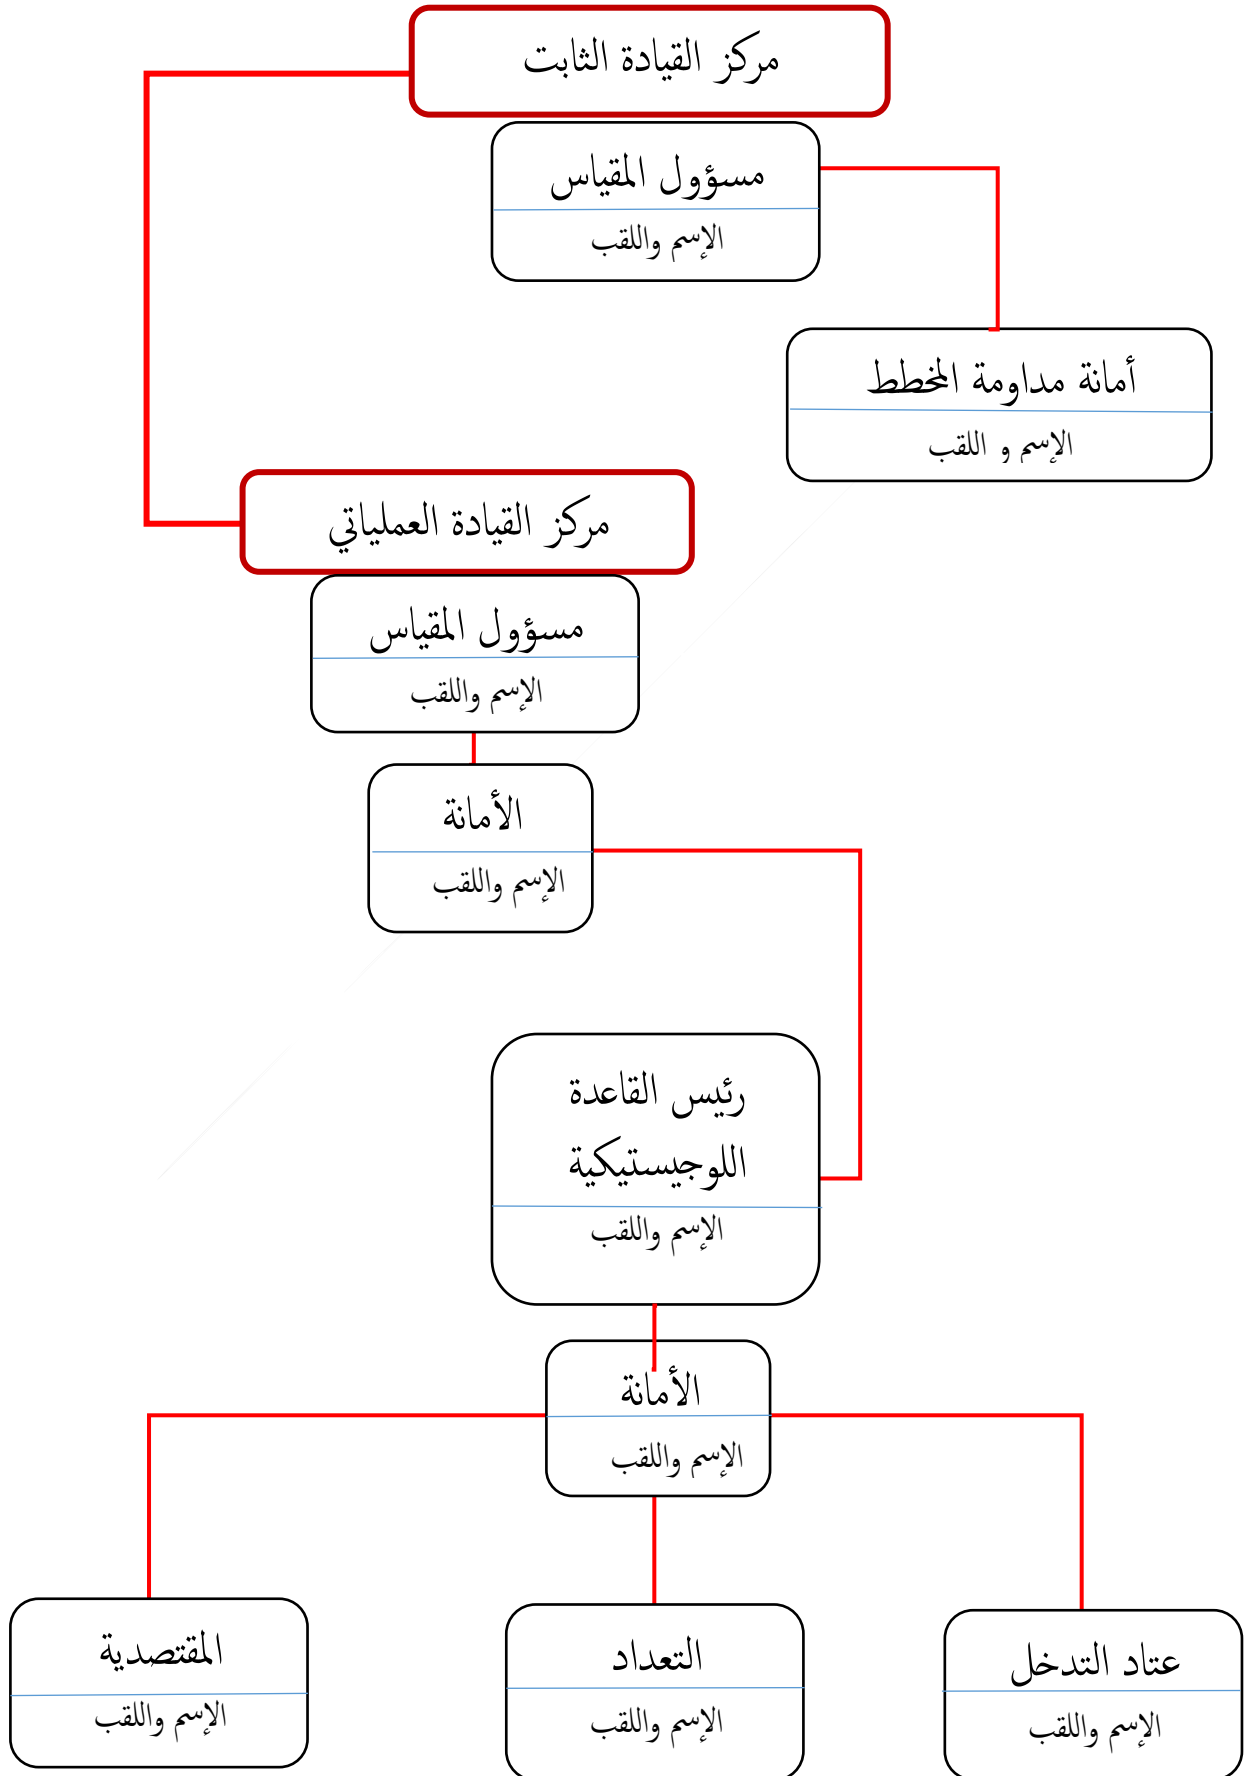 مركز القيادة الثابت
مسؤول المقياس
الإسم واللقب
أمانة مداومة المخطط
الإسم و اللقب
مركز القيادة العملياتي
مسؤول المقياس
الإسم واللقب
الأمانة
الإسم واللقب
رئيس القاعدة
اللوجيستيكية
الإسم واللقب
الأمانة
الإسم واللقب
عتاد التدخل
الإسم واللقب
التعداد
الإسم واللقب
المقتصدية
الإسم واللقب